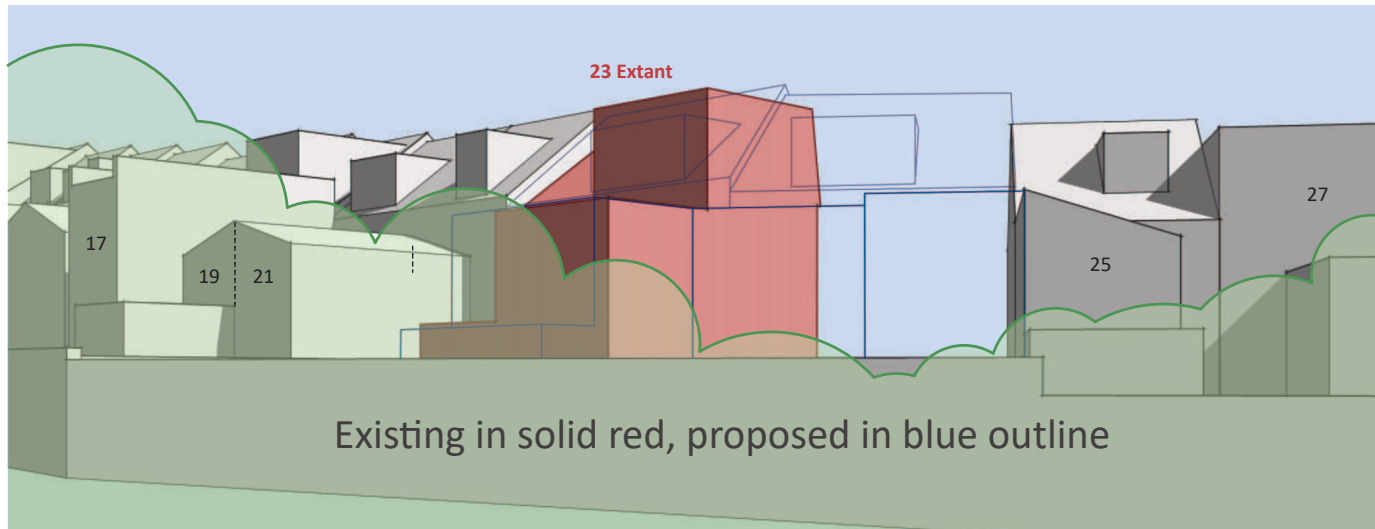 23 Extant
17
19
21
25
27
Existing in solid red, proposed in blue outline